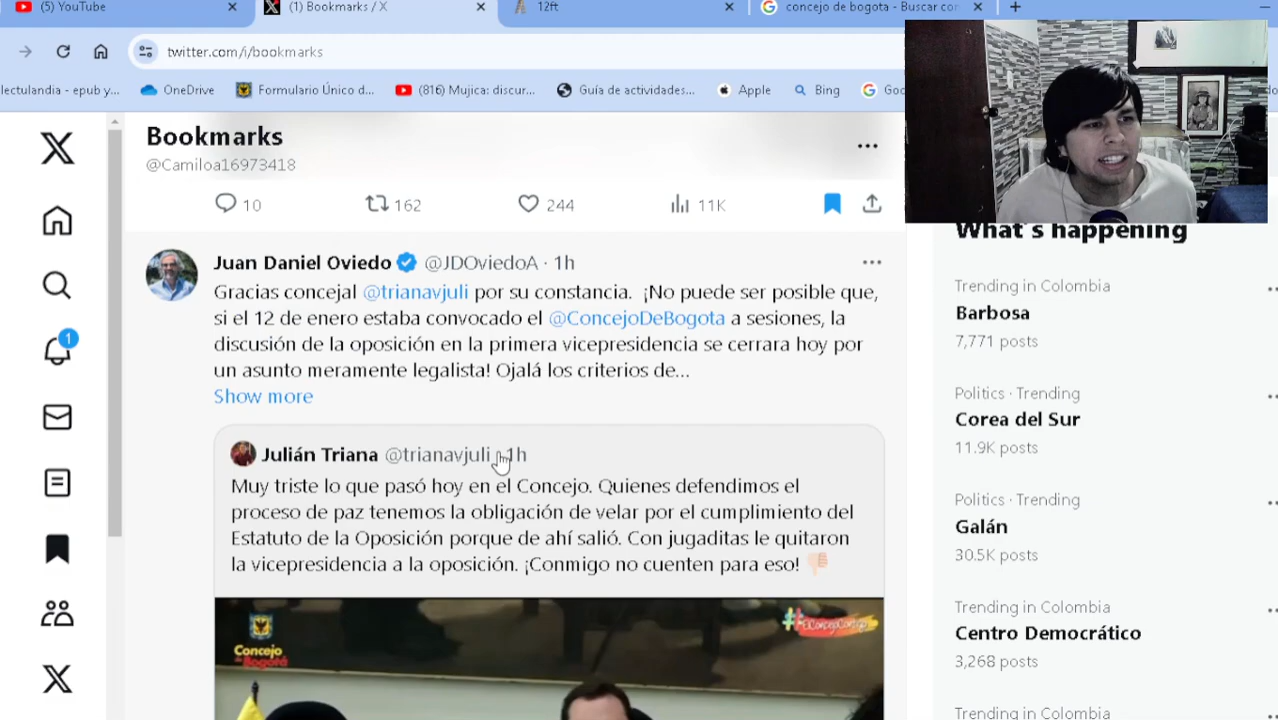 (5) YouTube
(1) Bookmarks / X
12ft
concejo de bogota - Buscar con
twitter.com/i/bookmarks
lectulandia - epub y...
OneDrive
Formulario Único d...
(816) Mujica: discur...
Guía de actividades...
Apple
Bing
Bookmarks
@Camiloa16973418
10
162
244
11K
What's happening
Juan Daniel Oviedo @JDOviedoA · 1h
Gracias concejal @trianavjuli por su constancia. ¡No puede ser posible que,
si el 12 de enero estaba convocado el @ConcejoDeBogota a sesiones, la
discusión de la oposición en la primera vicepresidencia se cerrara hoy por
un asunto meramente legalista! Ojalá los criterios de...
Show more
Julián Triana @trianavjuli · 1h
Muy triste lo que pasó hoy en el Concejo. Quienes defendimos el
proceso de paz tenemos la obligación de velar por el cumplimiento del
Estatuto de la Oposición porque de ahí salió. Con jugaditas le quitaron
la vicepresidencia a la oposición. ¡Conmigo no cuenten para eso!
Concejo
de Bogotá
#ElConcejoContigo
1
Trending in Colombia
Barbosa
7,771 posts
Politics · Trending
Corea del Sur
11.9K posts
Politics · Trending
Galán
30.5K posts
Trending in Colombia
Centro Democrático
3,268 posts
Trending in Colombia